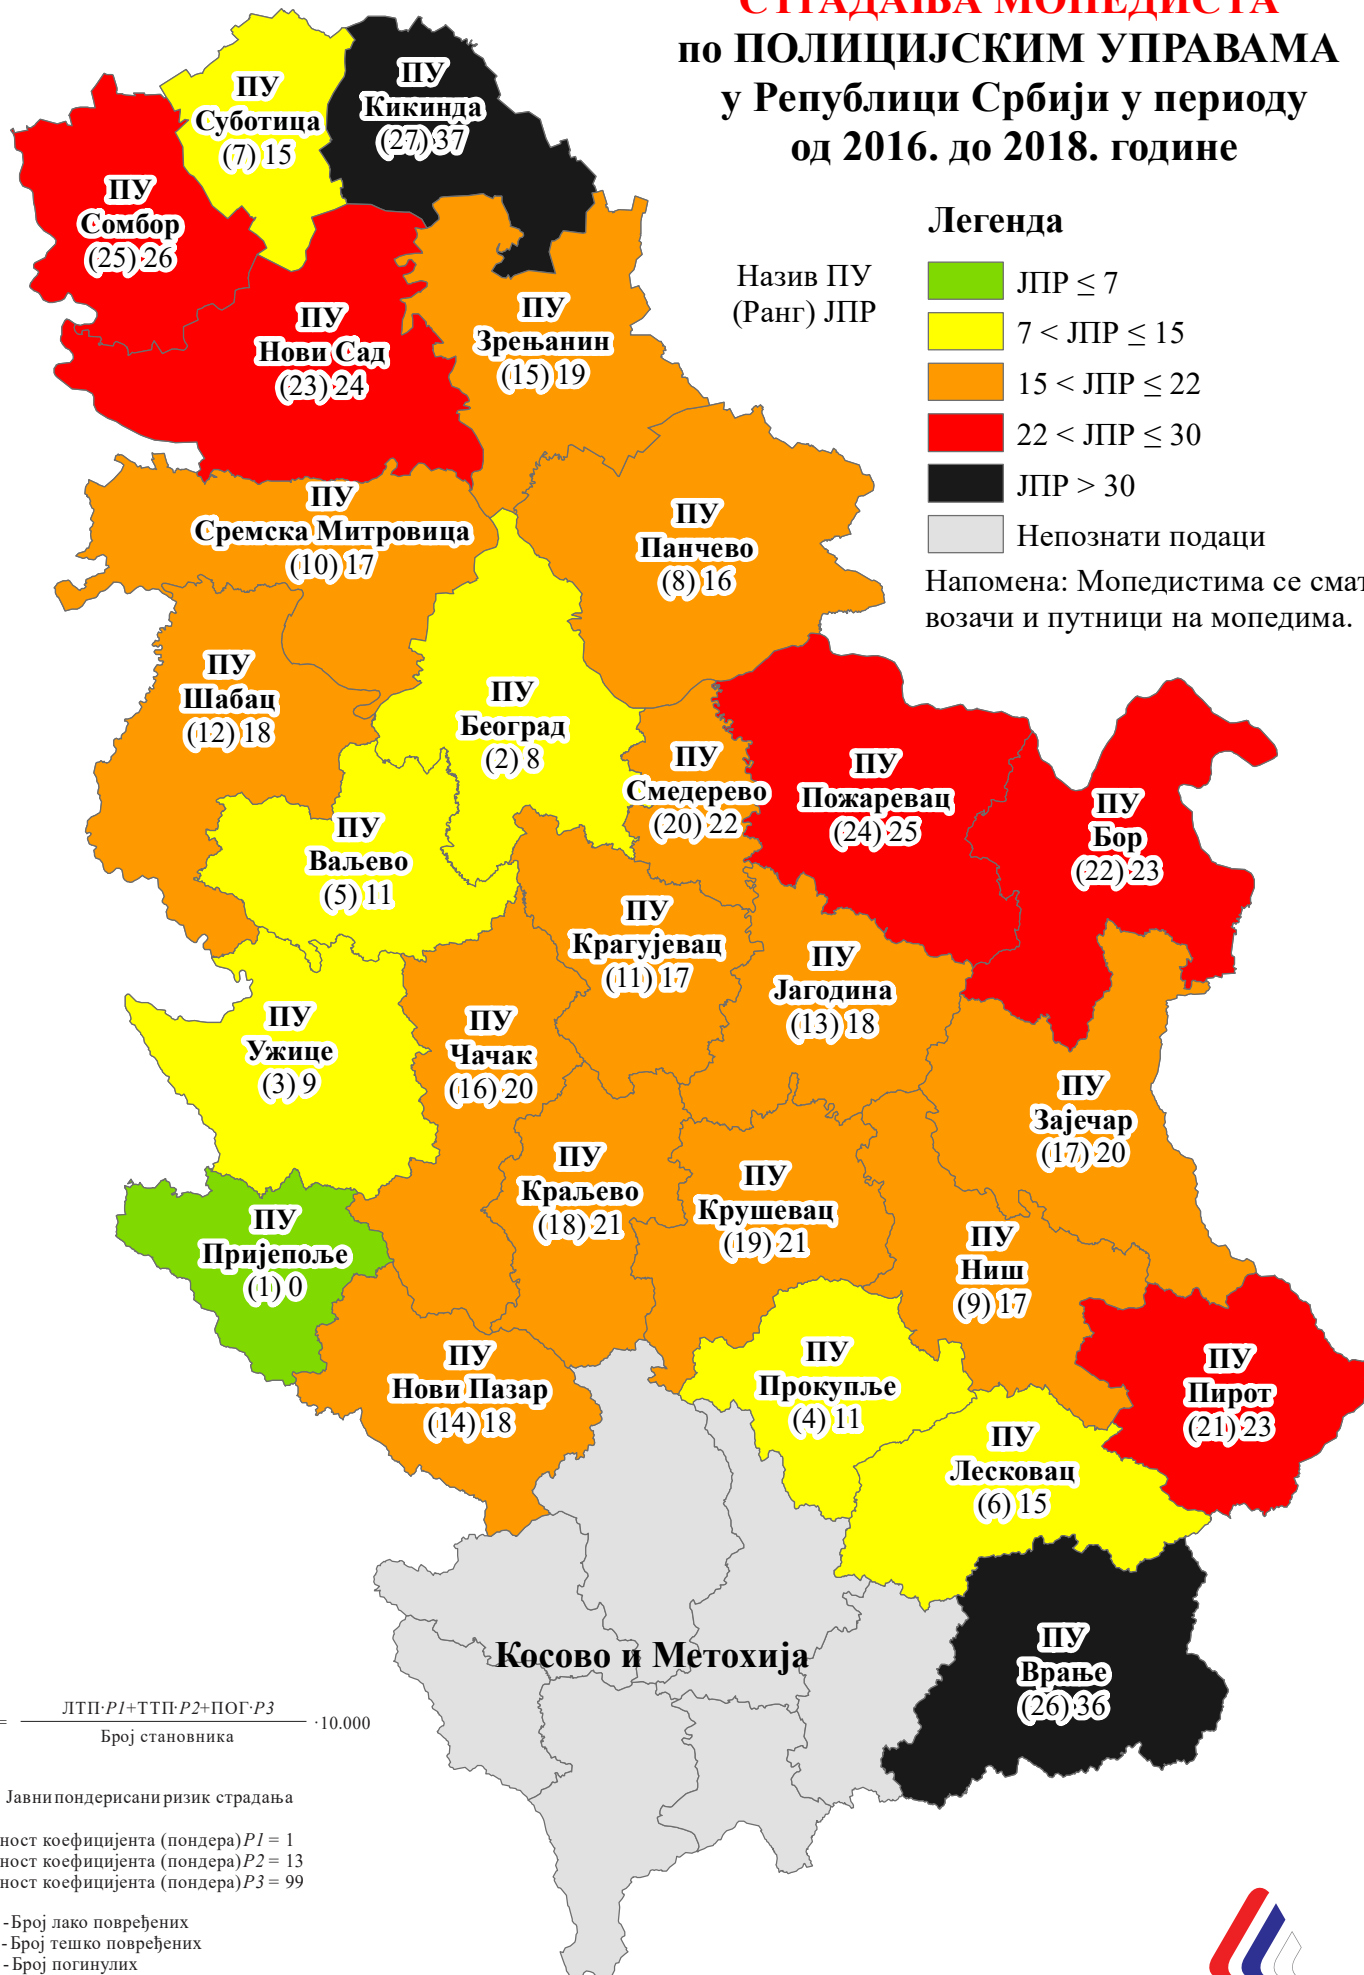 СТРАДАЊА МОПЕДИСТА
по ПОЛИЦИЈСКИМ УПРАВАМА
у Републици Србији у периоду
од 2016. до 2018. године
Легенда
Назив ПУ
(Ранг) ЈПР
ЈПР ≤ 7
7 < ЈПР ≤ 15
15 < ЈПР ≤ 22
22 < ЈПР ≤ 30
ЈПР > 30
Непознати подаци
Напомена: Мопедистима се смат
возачи и путници на мопедима.
ПУ
Суботица
(7) 15
ПУ
Кикинда
(27) 37
ПУ
Сомбор
(25) 26
ПУ
Нови Сад
(23) 24
ПУ
Зрењанин
(15) 19
ПУ
Сремска Митровица
(10) 17
ПУ
Панчево
(8) 16
ПУ
Шабац
(12) 18
ПУ
Београд
(2) 8
ПУ
Смедерево
(20) 22
ПУ
Пожаревац
(24) 25
ПУ
Бор
(22) 23
ПУ
Ваљево
(5) 11
ПУ
Крагујевац
(11) 17
ПУ
Јагодина
(13) 18
ПУ
Ужице
(3) 9
ПУ
Чачак
(16) 20
ПУ
Зајечар
(17) 20
ПУ
Краљево
(18) 21
ПУ
Крушевац
(19) 21
ПУ
Пријепоље
(1) 0
ПУ
Ниш
(9) 17
ПУ
Нови Пазар
(14) 18
ПУ
Прокупље
(4) 11
ПУ
Пирот
(21) 23
ПУ
Лесковац
(6) 15
ПУ
Врање
(26) 36
Косово и Метохија
= ЛТП·P1+ТТП·P2+ПОГ·P3 ·10.000
Број становника
Јавни пондерисани ризик страдања
ност коефицијента (пондера) P1 = 1
ност коефицијента (пондера) P2 = 13
ност коефицијента (пондера) P3 = 99
- Број лако повређених
- Број тешко повређених
- Број погинулих